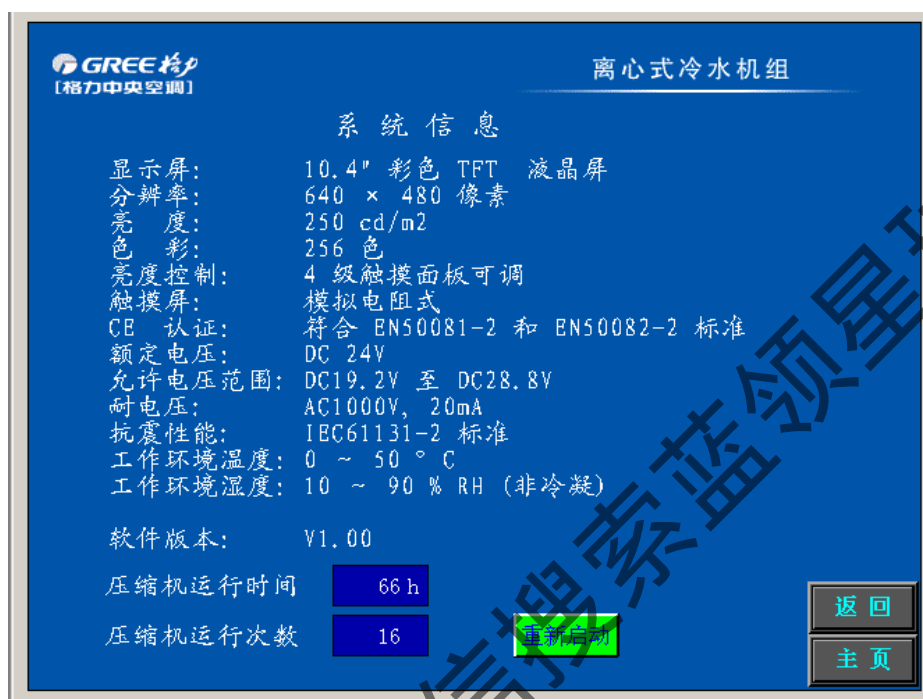 GREE格力
[格力中央空调]
离心式冷水机组
系统信息
显示屏: 10.4" 彩色 TFT 液晶屏
分辨率: 640 × 480 像素
亮 度: 250 cd/m2
色 彩: 256 色
亮度控制: 4 级触摸面板可调
触摸屏: 模拟电阻式
CE 认证: 符合 EN50081-2 和 EN50082-2 标准
额定电压: DC 24V
允许电压范围: DC19.2V 至 DC28.8V
耐电压: AC1000V, 20mA
抗震性能: IEC61131-2 标准
工作环境温度: 0 ~ 50 ° C
工作环境湿度: 10 ~ 90 % RH (非冷凝)
软件版本: V1.00
压缩机运行时间 66 h
返回
压缩机运行次数 16 重新启动
主页
信搜索蓝领星球